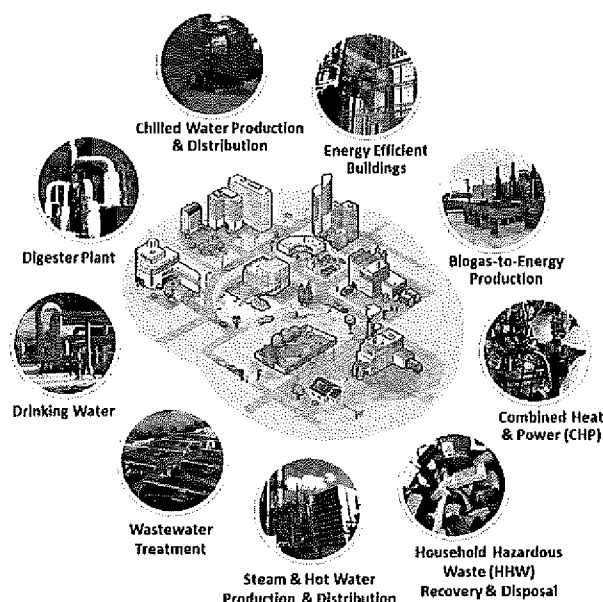 Chilled Water Production
& Distribution
Energy Efficient
Buildings
Digester Plant
Biogas-to-Energy
Production
Drinking Water
Combined Heat
& Power (CHP)
Wastewater
Treatment
Steam & Hot Water
Production & Distribution
Household Hazardous
Waste (HHW)
Recovery & Disposal